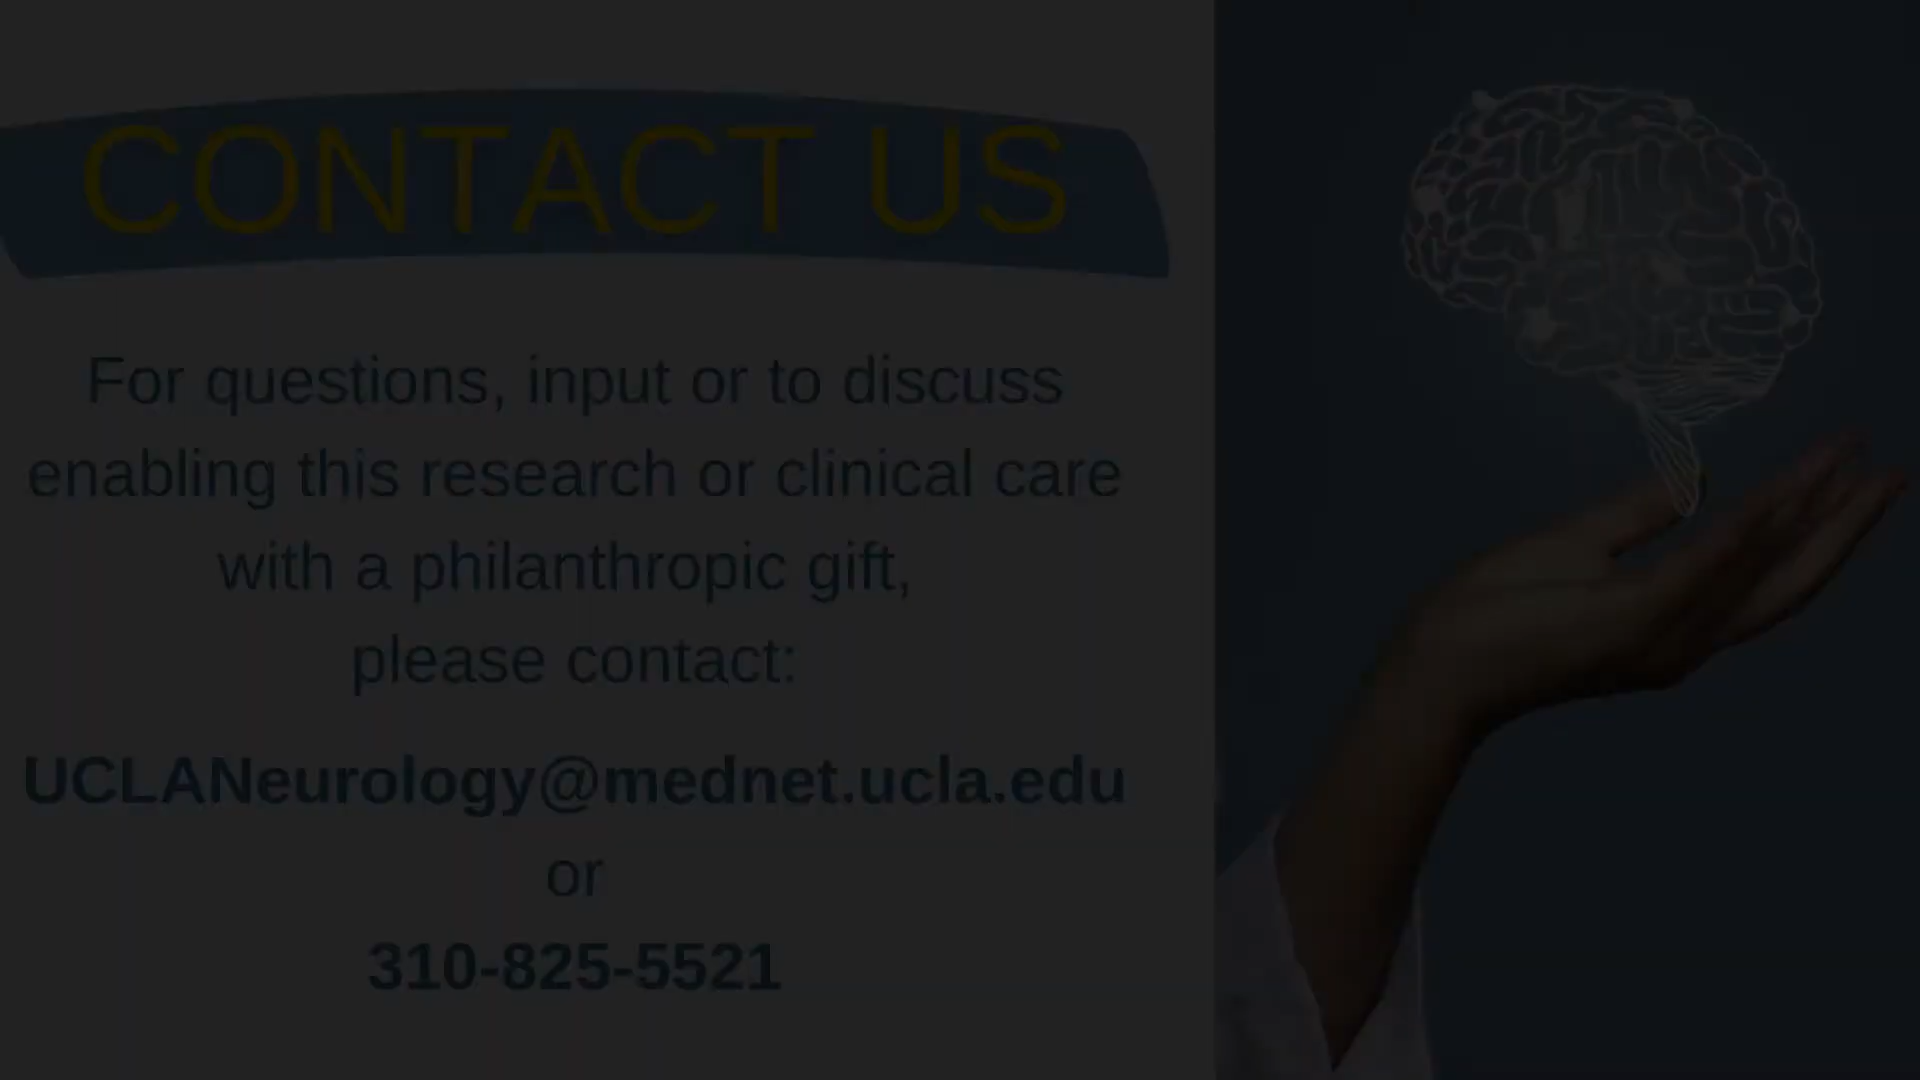 CONTACT US
For questions, input or to discuss
enabling this research or clinical care
with a philanthropic gift,
please contact:
UCLANeurology@mednet.ucla.edu
or
310-825-5521